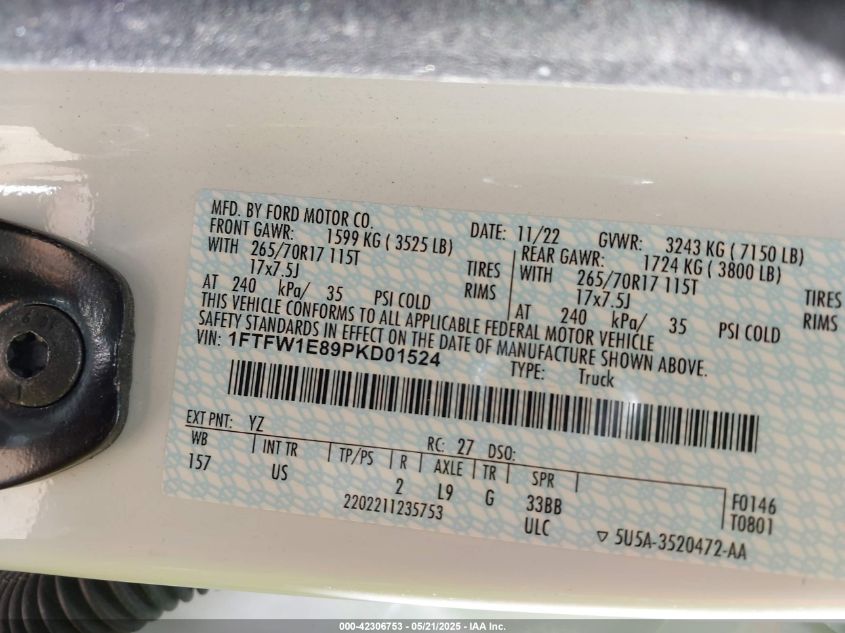 MFD. BY FORD MOTOR CO.
DATE: 11/22 GVWR: 3243 KG ( 7150 LB)
FRONT GAWR: 1599 KG ( 3525 LB)
WITH 265/70R17 115T TIRES
17x7.5J RIMS
AT 240 kPa/ 35 PSI COLD
REAR GAWR: 1724 KG ( 3800 LB)
WITH 265/70R17 115T TIRES
17x7.5J RIMS
AT 240 kPa/ 35 PSI COLD
THIS VEHICLE CONFORMS TO ALL APPLICABLE FEDERAL MOTOR VEHICLE
SAFETY STANDARDS IN EFFECT ON THE DATE OF MANUFACTURE SHOWN ABOVE.
VIN: 1FTFW1E89PKD01524 TYPE: Truck
EXT PNT: YZ RC: 27 DSO:
WB INT TR TP/PS R AXLE TR SPR
157 US 2 L9 G 33BB F0146
2202211235753 ULC T0801
▽ 5U5A-3520472-AA
000-42306753 - 05/21/2025 - IAA Inc.